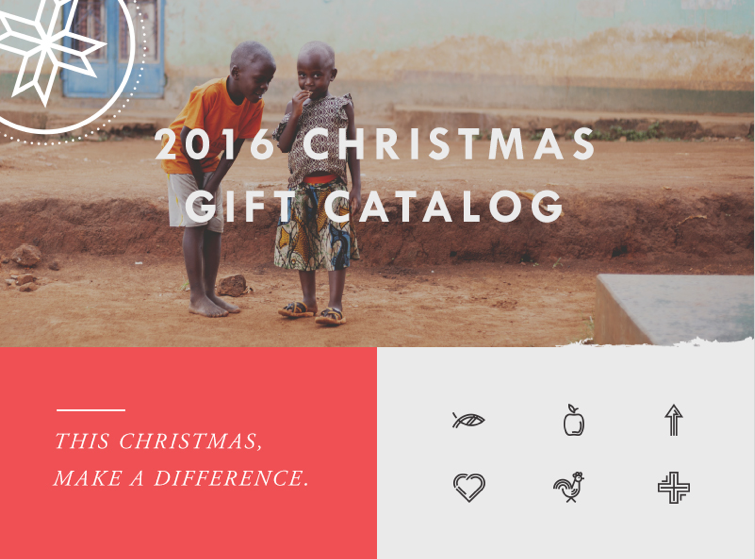 2016 CHRISTMAS
GIFT CATALOG
THIS CHRISTMAS,
MAKE A DIFFERENCE.